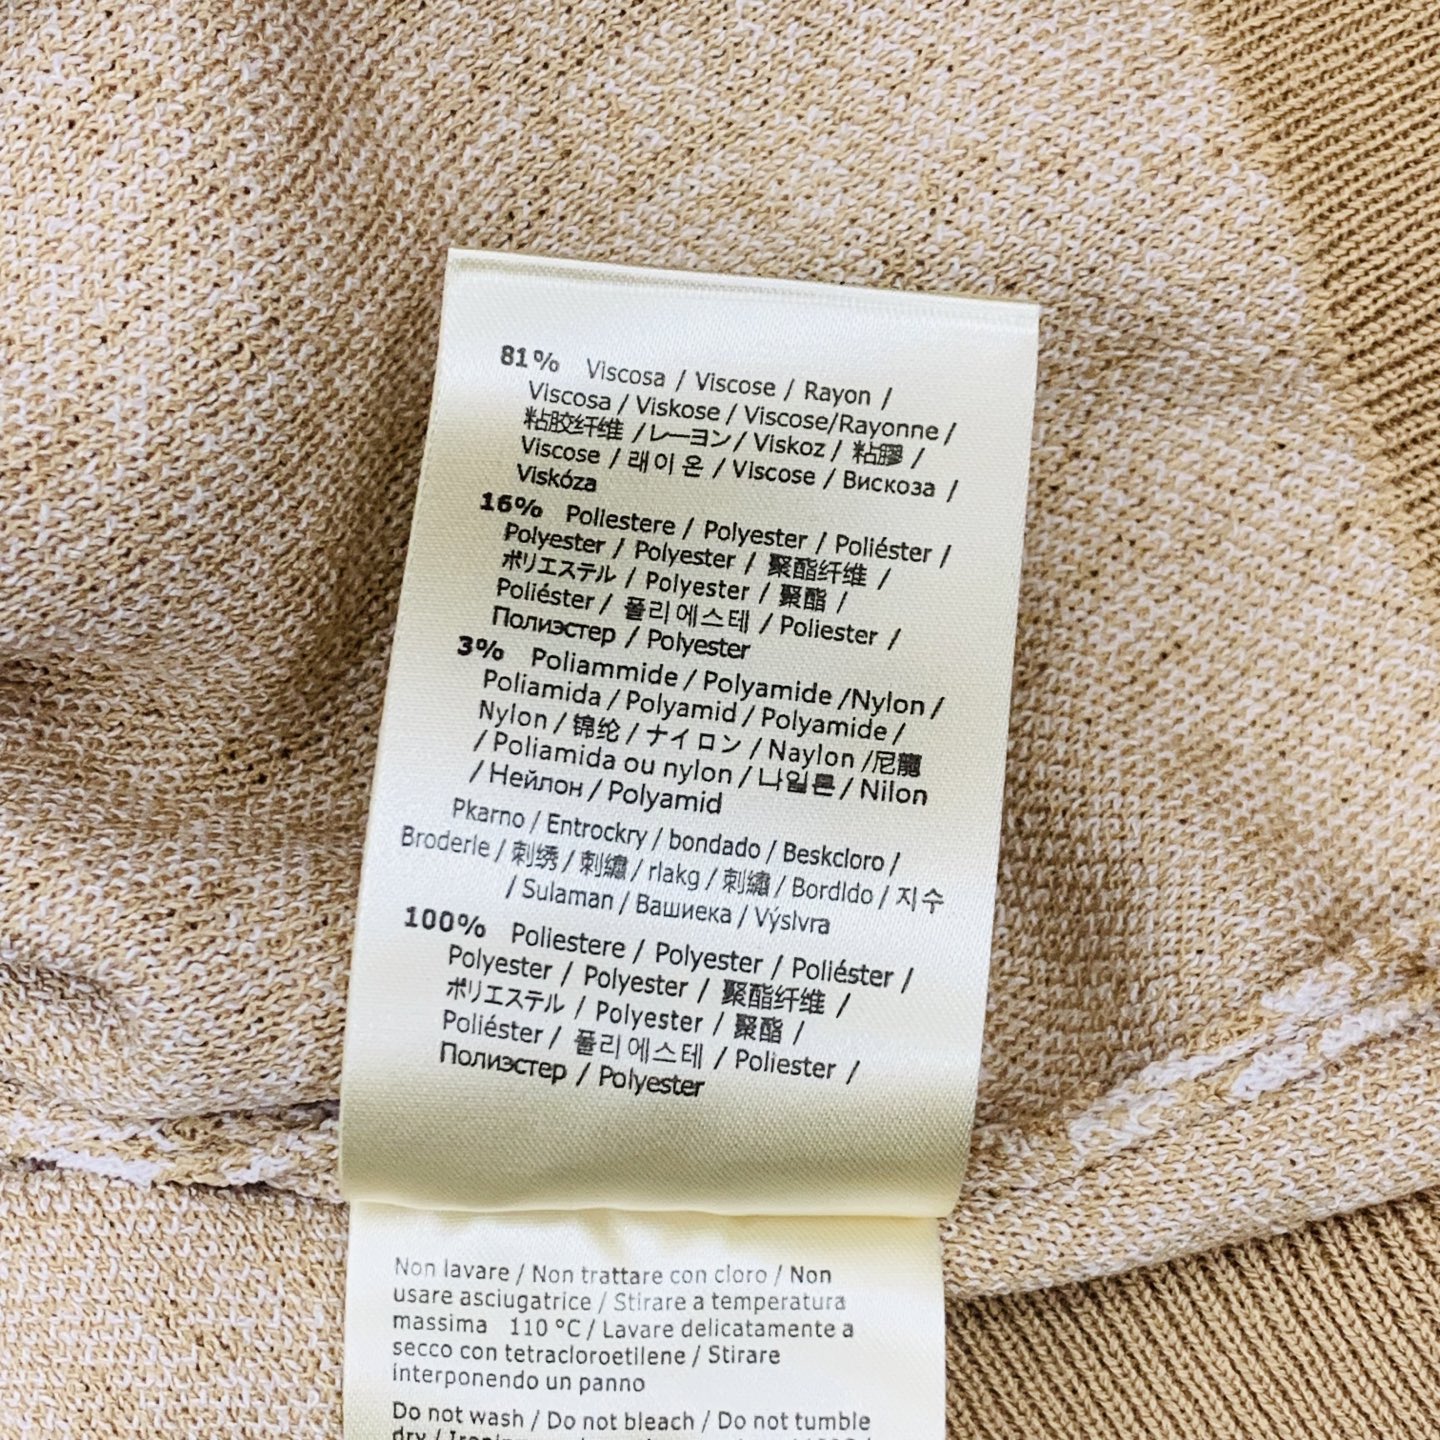 81% Viscosa / Viscose / Rayon /
Viscosa / Viskose / Viscose/Rayonne /
粘胶纤维 /レーヨン/ Viskoz / 粘膠 /
Viscose / 래이온 / Viscose / Вискоза /
Viskóza
16% Poliestere / Polyester / Poliéster /
Polyester / Polyester / 聚酯纤维 /
ポリエステル / Polyester / 聚酯 /
Poliéster / 폴리에스테 / Poliester /
Полиэстер / Polyester
3% Poliammide / Polyamide /Nylon /
Poliamida / Polyamid / Polyamide /
Nylon / 锦纶 / ナイロン / Naylon /尼龍
/ Poliamida ou nylon / 나일론 / Nilon
/ Нейлон / Polyamid
Pkarno / Entrockry / bondado / Beskcloro /
Broderle / 刺绣 / 刺繡 / rlakg / 刺繡 / Bordldo / 지수
/ Sulaman / Вашиека / Výslvra
100% Poliestere / Polyester / Poliéster /
Polyester / Polyester / 聚酯纤维 /
ポリエステル / Polyester / 聚酯 /
Poliéster / 폴리에스테 / Poliester /
Полиэстер / Polyester
Non lavare / Non trattare con cloro / Non
usare asciugatrice / Stirare a temperatura
massima 110 °C / Lavare delicatamente a
secco con tetracloroetilene / Stirare
interponendo un panno
Do not wash / Do not bleach / Do not tumble